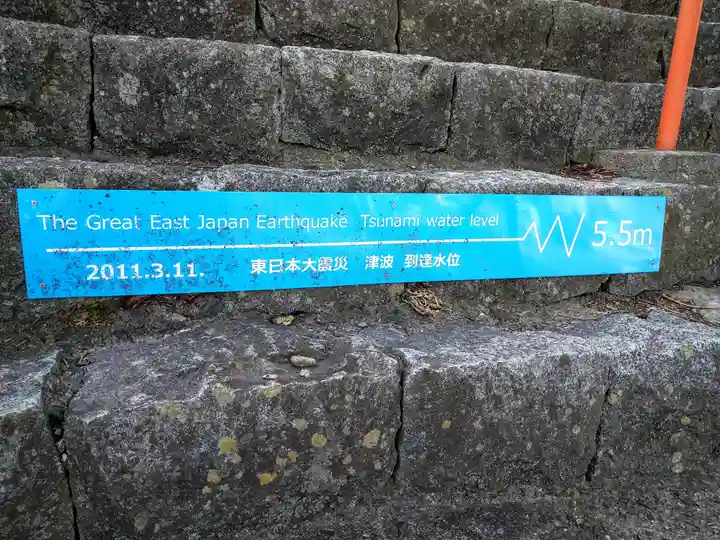 The Great East Japan Earthquake Tsunami water level 5.5m
2011.3.11. 東日本大震災 津波 到達水位